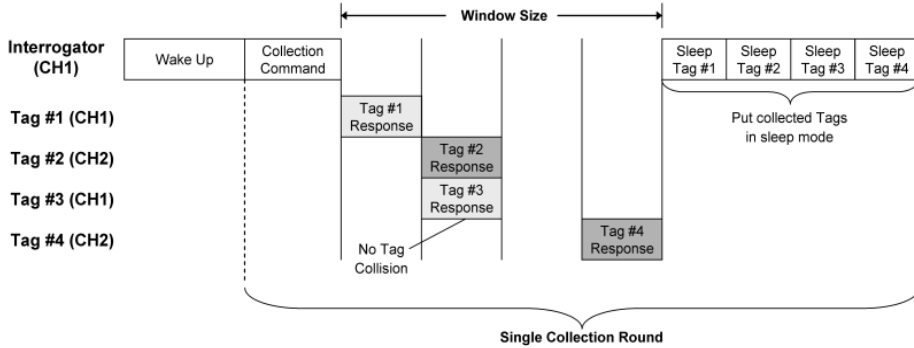 Window Size
Interrogator
(CH1)
Wake Up
Collection
Command
Sleep
Tag #1
Sleep
Tag #2
Sleep
Tag #3
Sleep
Tag #4
Tag #1 (CH1)
Tag #1
Response
Put collected Tags
in sleep mode
Tag #2 (CH2)
Tag #2
Response
Tag #3 (CH1)
Tag #3
Response
Tag #4 (CH2)
Tag #4
Response
No Tag
Collision
Single Collection Round